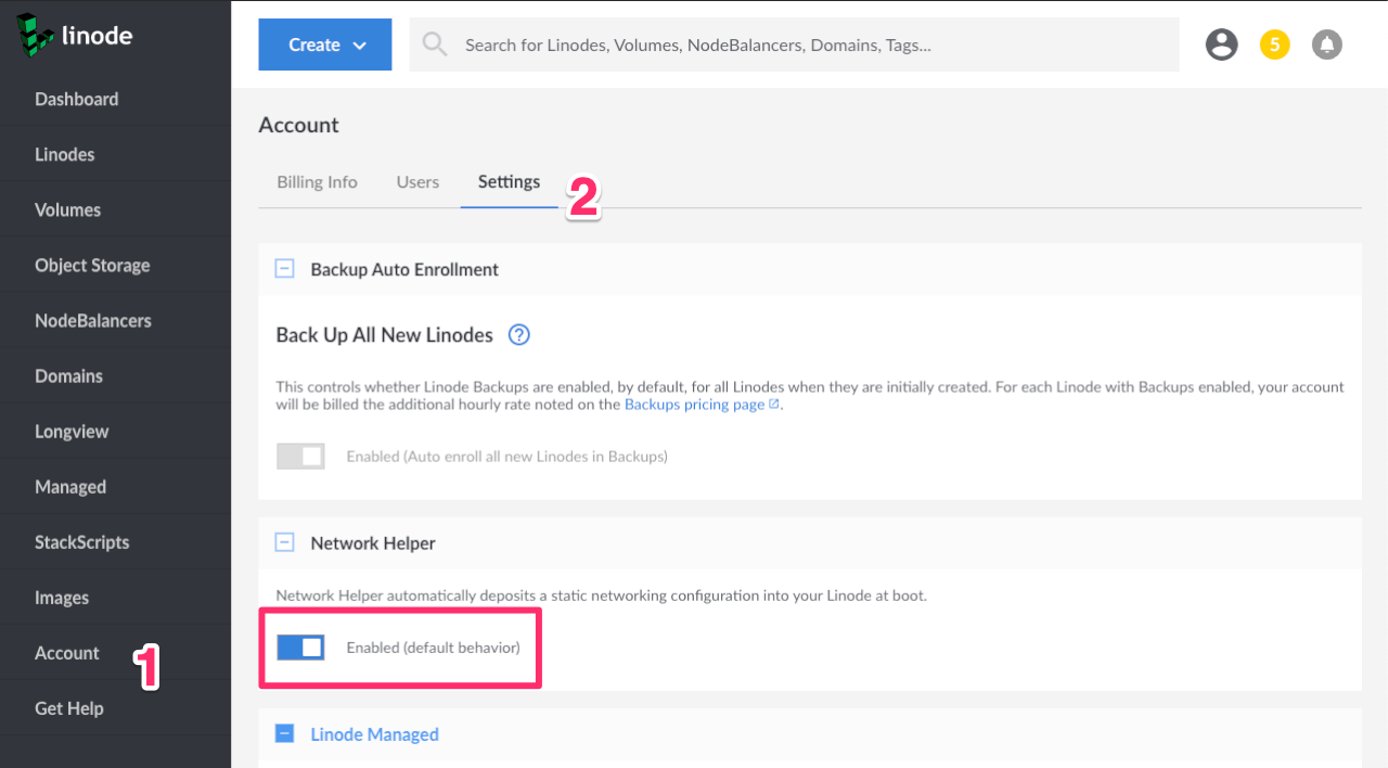 linode
Create
Search for Linodes, Volumes, NodeBalancers, Domains, Tags...
5
Dashboard
Linodes
Volumes
Object Storage
NodeBalancers
Domains
Longview
Managed
StackScripts
Images
Account
1
Get Help
Account
Billing Info
Users
Settings
2
Backup Auto Enrollment
Back Up All New Linodes
?
This controls whether Linode Backups are enabled, by default, for all Linodes when they are initially created. For each Linode with Backups enabled, your account
will be billed the additional hourly rate noted on the Backups pricing page.
Enabled (Auto enroll all new Linodes in Backups)
Network Helper
Network Helper automatically deposits a static networking configuration into your Linode at boot.
Enabled (default behavior)
Linode Managed